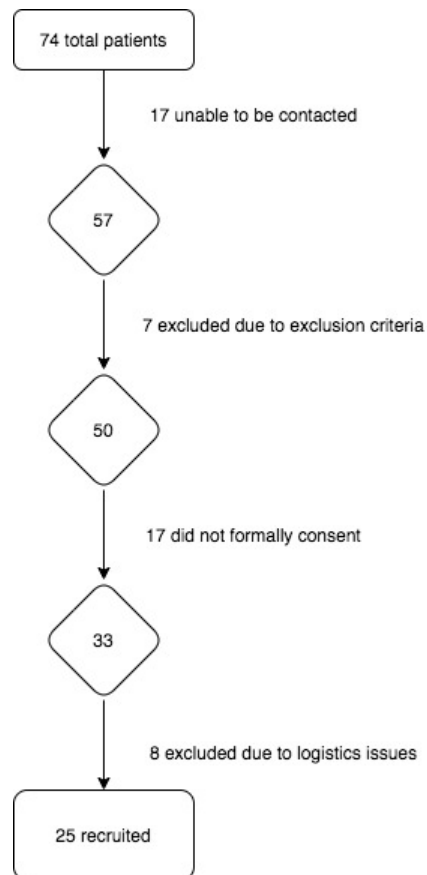 74 total patients
17 unable to be contacted
57
7 excluded due to exclusion criteria
50
17 did not formally consent
33
8 excluded due to logistics issues
25 recruited